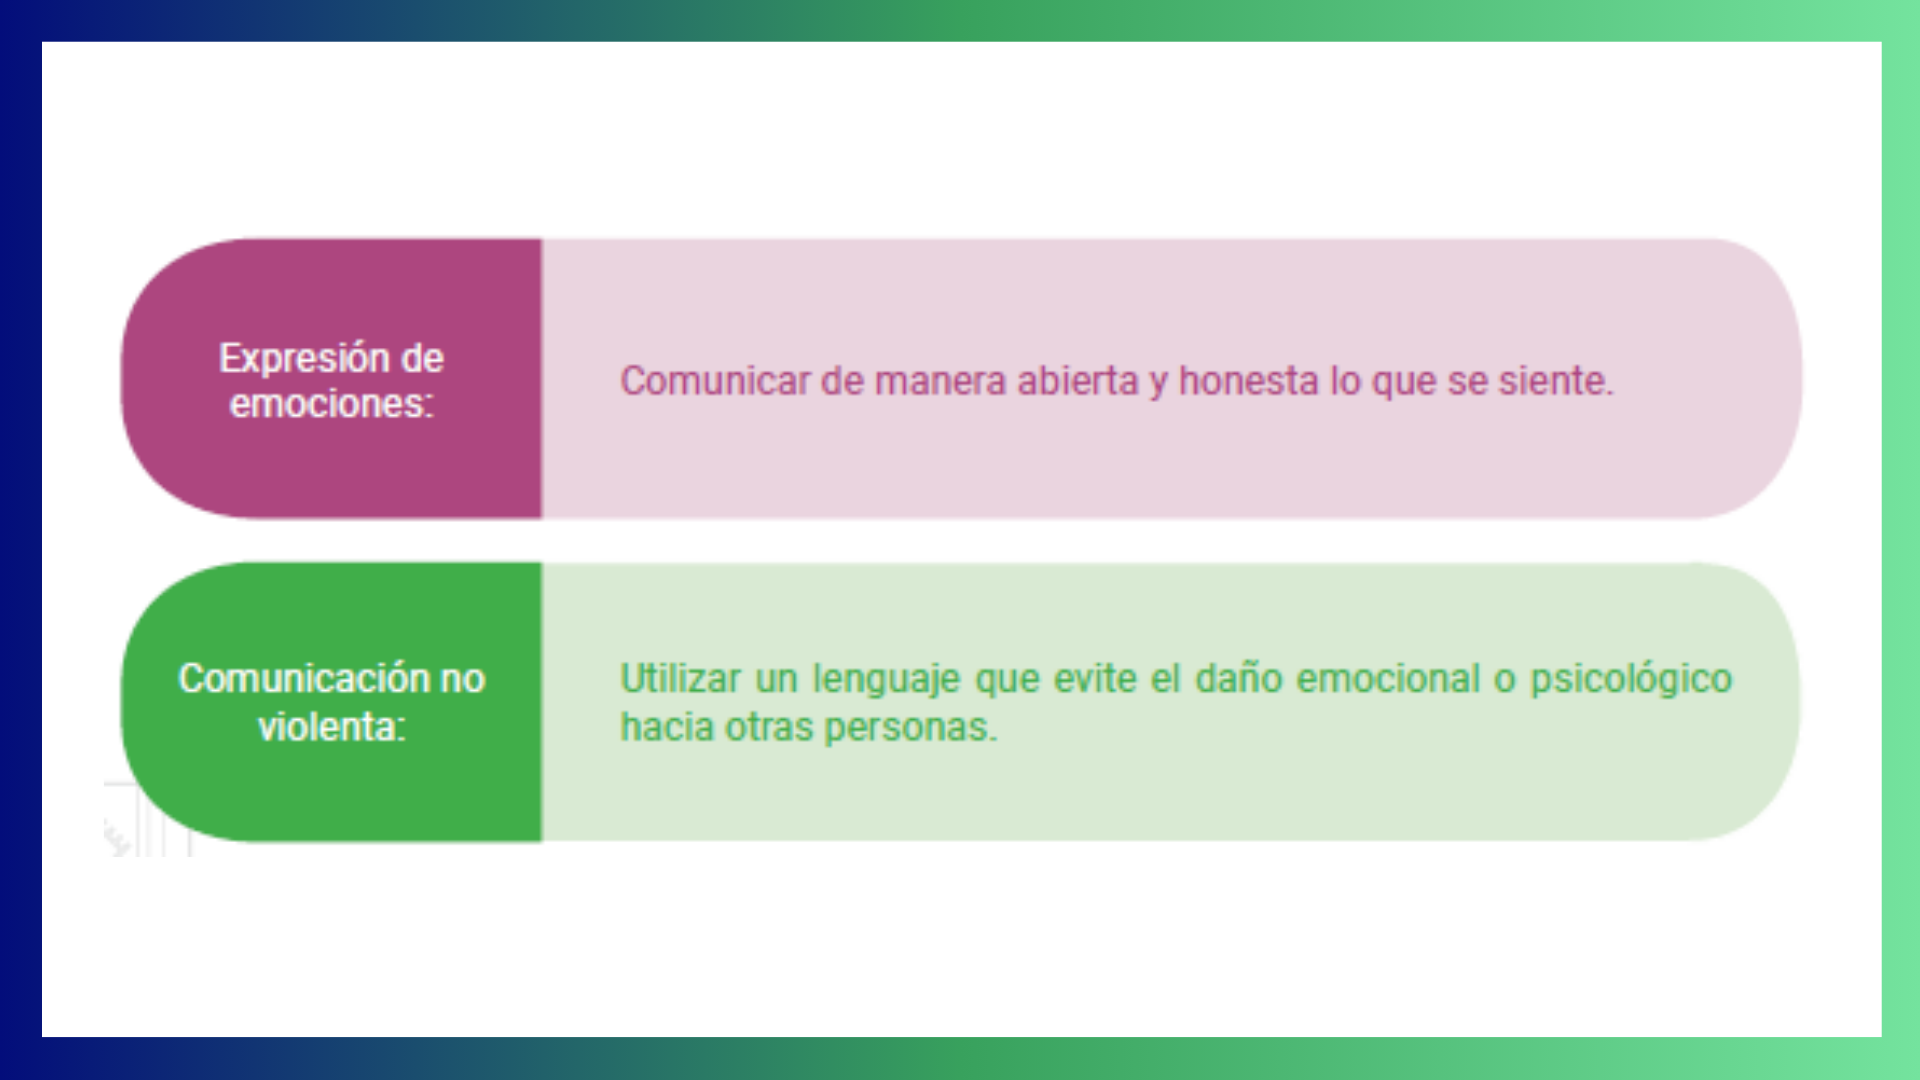 Expresión de
emociones:
Comunicar de manera abierta y honesta lo que se siente.
Comunicación no
violenta:
Utilizar un lenguaje que evite el daño emocional o psicológico
hacia otras personas.